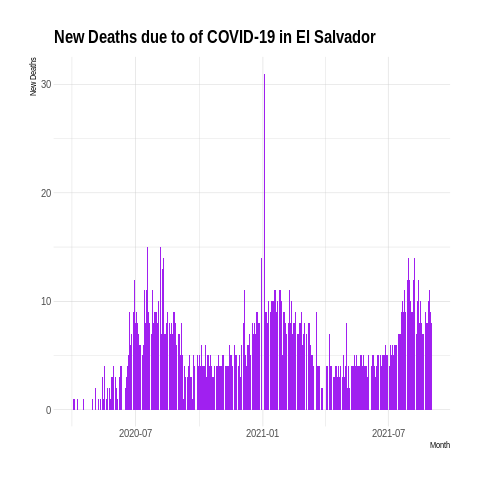 New Deaths due to of COVID-19 in El Salvador
New Deaths
30
20
10
0
2020-07
2021-01
2021-07
Month